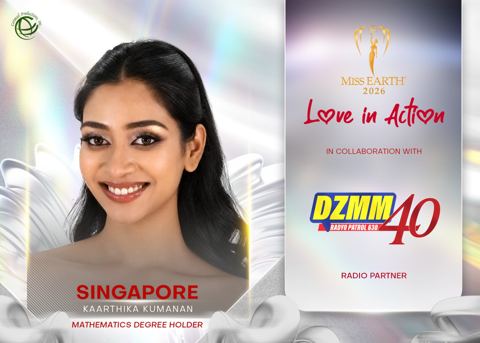 SINGAPORE
KAARTHIKA KUMANAN
MATHEMATICS DEGREE HOLDER
MISS EARTH
2026
Love in Action
IN COLLABORATION WITH
DZMM
RADYO PATROL 630
40
RADIO PARTNER